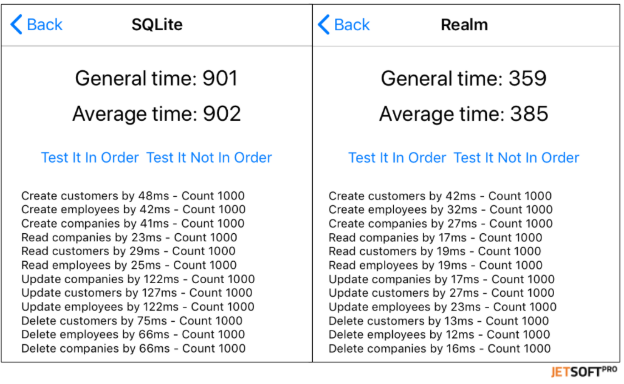 Back
SQLite
General time: 901
Average time: 902
Test It In Order Test It Not In Order
Create customers by 48ms - Count 1000
Create employees by 42ms - Count 1000
Create companies by 41ms - Count 1000
Read companies by 23ms - Count 1000
Read customers by 29ms - Count 1000
Read employees by 25ms - Count 1000
Update companies by 122ms - Count 1000
Update customers by 127ms - Count 1000
Update employees by 122ms - Count 1000
Delete customers by 75ms - Count 1000
Delete employees by 66ms - Count 1000
Delete companies by 66ms - Count 1000
Back
Realm
General time: 359
Average time: 385
Test It In Order Test It Not In Order
Create customers by 42ms - Count 1000
Create employees by 32ms - Count 1000
Create companies by 27ms - Count 1000
Read companies by 17ms - Count 1000
Read customers by 19ms - Count 1000
Read employees by 19ms - Count 1000
Update companies by 17ms - Count 1000
Update customers by 27ms - Count 1000
Update employees by 23ms - Count 1000
Delete customers by 13ms - Count 1000
Delete employees by 12ms - Count 1000
Delete companies by 16ms - Count 1000
JETSOFTPRO